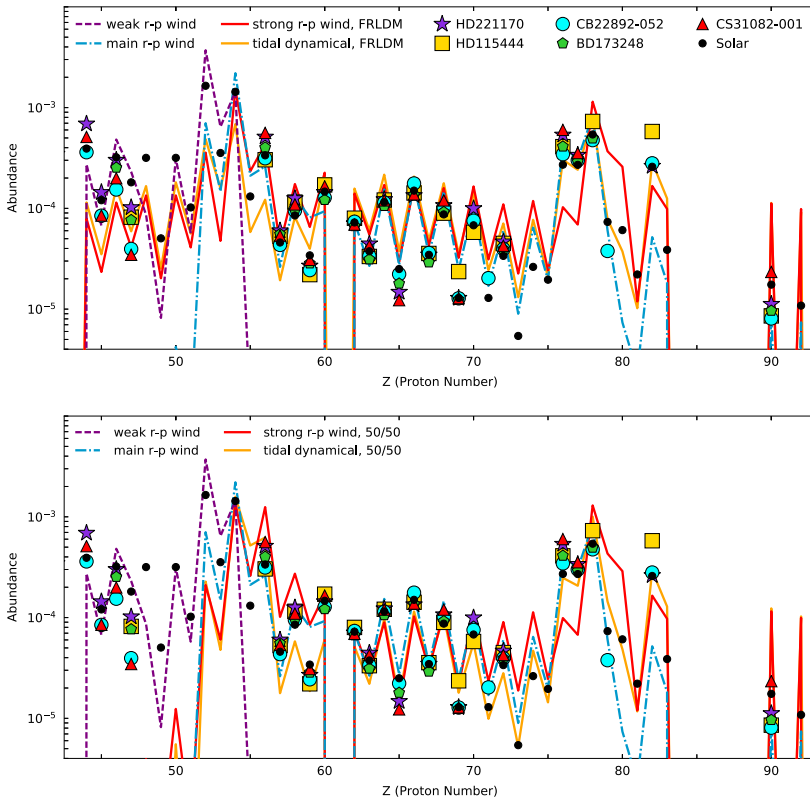 weak r-p wind strong r-p wind, FRLDM HD221170 CB22892-052 CS31082-001
main r-p wind tidal dynamical, FRLDM HD115444 BD173248 Solar
10⁻³
10⁻⁴
10⁻⁵
Abundance
50 60 70 80 90
Z (Proton Number)
weak r-p wind strong r-p wind, 50/50
main r-p wind tidal dynamical, 50/50
10⁻³
10⁻⁴
10⁻⁵
Abundance
50 60 70 80 90
Z (Proton Number)